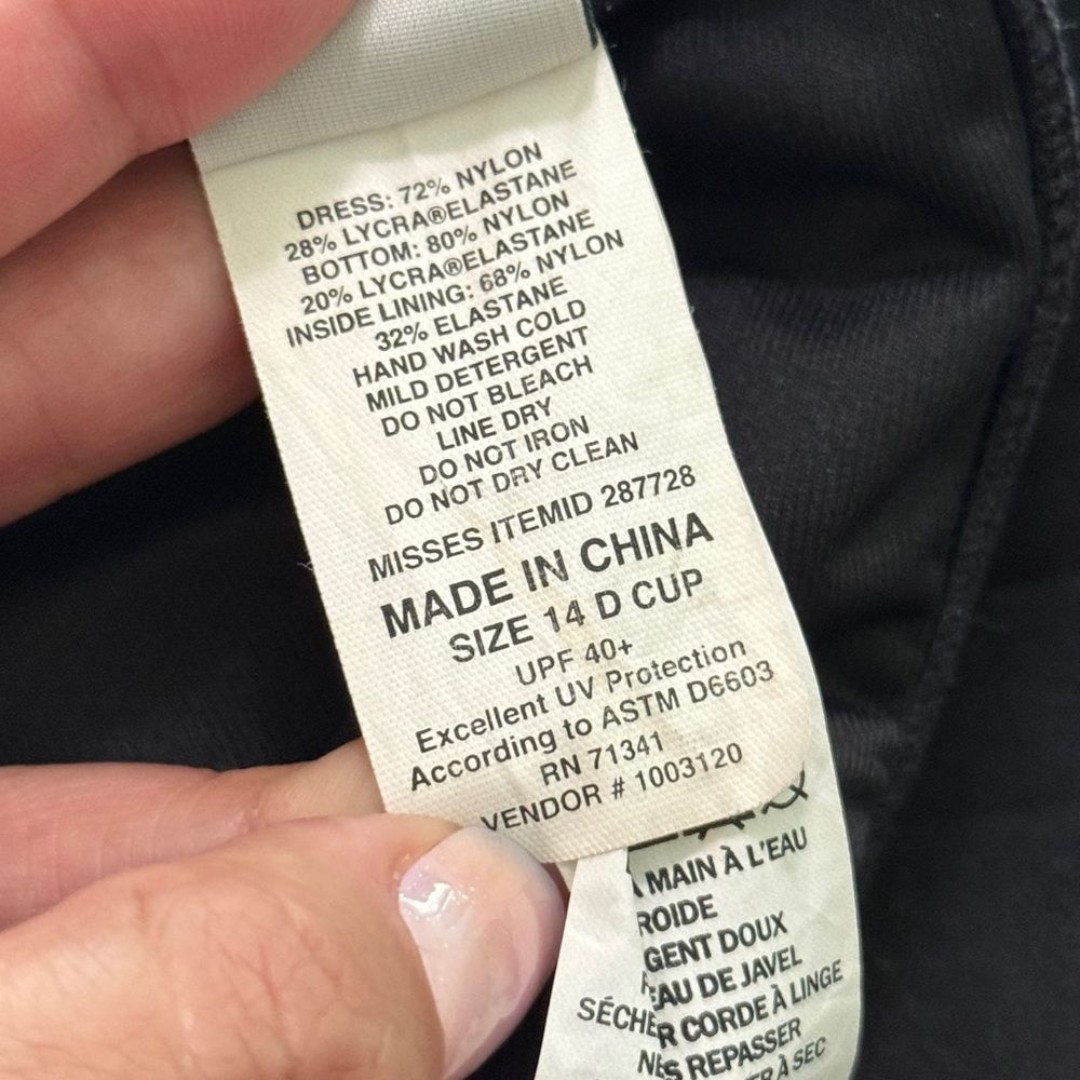 DRESS: 72% NYLON
28% LYCRA®ELASTANE
BOTTOM: 80% NYLON
20% LYCRA®ELASTANE
INSIDE LINING: 68% NYLON
32% ELASTANE
HAND WASH COLD
MILD DETERGENT
DO NOT BLEACH
LINE DRY
DO NOT IRON
DO NOT DRY CLEAN
MISSES ITEMID 287728
MADE IN CHINA
SIZE 14 D CUP
UPF 40+
Excellent UV Protection
According to ASTM D6603
RN 71341
VENDOR # 1003120
MAIN À L'EAU
ROIDE
GENT DOUX
EAU DE JAVEL
SÉCHER CORDE À LINGE
REPASSER
À SEC